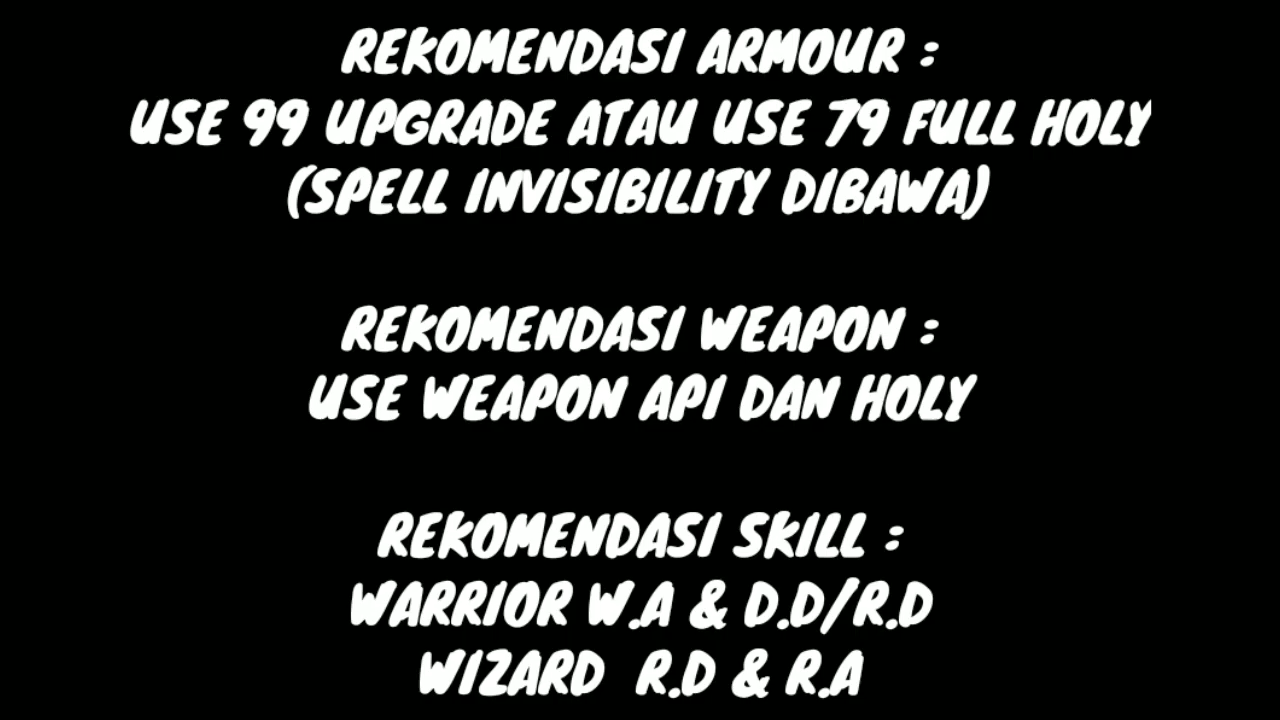 REKOMENDASI ARMOUR :
USE 99 UPGRADE ATAU USE 79 FULL HOLY
(SPELL INVISIBILITY DIBAWA)
REKOMENDASI WEAPON :
USE WEAPON API DAN HOLY
REKOMENDASI SKILL :
WARRIOR W.A & D.D/R.D
WIZARD R.D & R.A